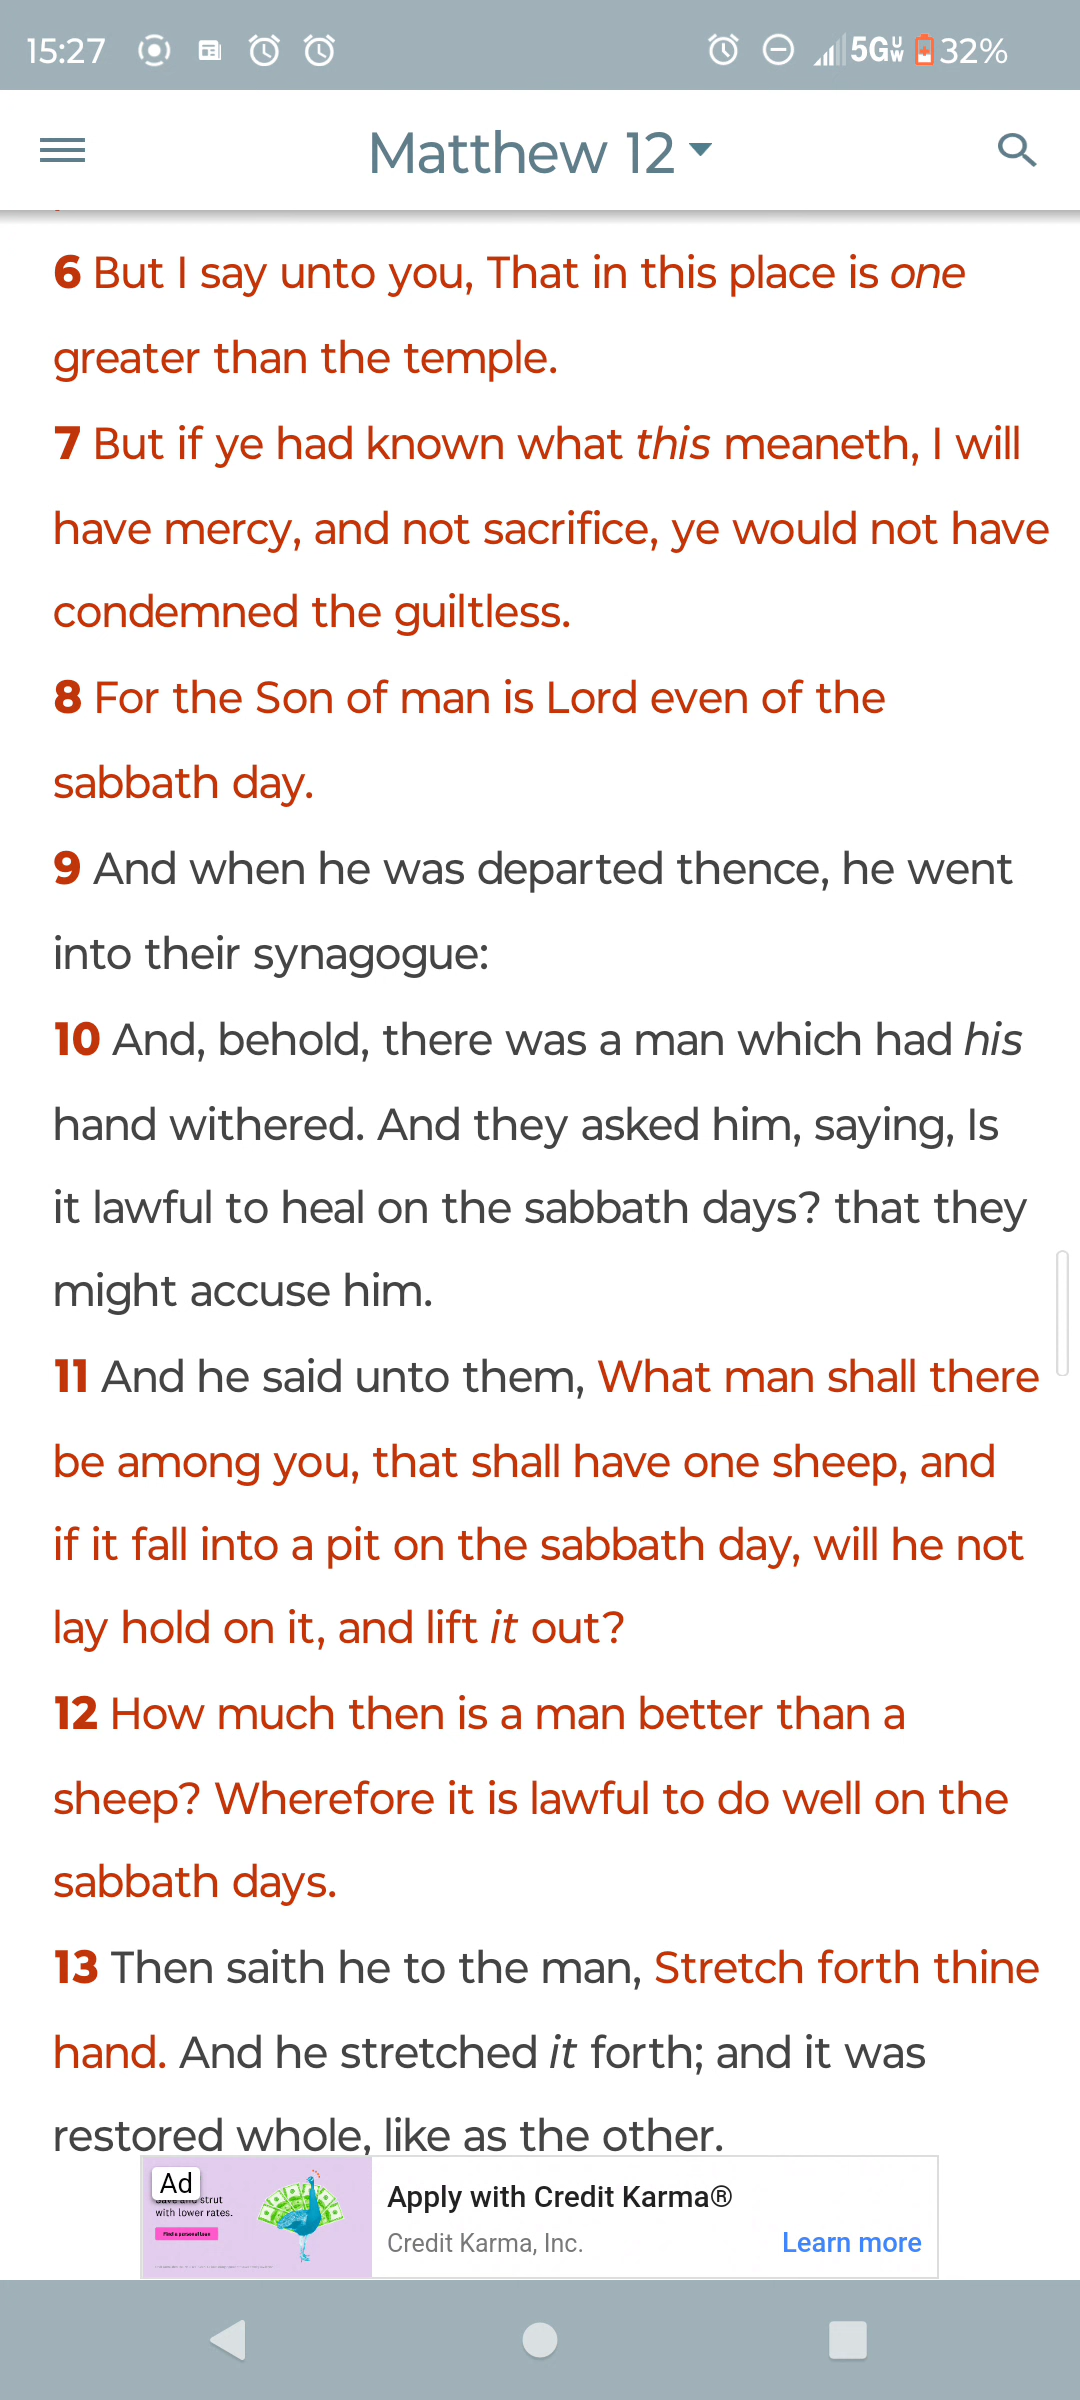 15:27
5G UW 32%
Matthew 12
6 But I say unto you, That in this place is one
greater than the temple.
7 But if ye had known what this meaneth, I will
have mercy, and not sacrifice, ye would not have
condemned the guiltless.
8 For the Son of man is Lord even of the
sabbath day.
9 And when he was departed thence, he went
into their synagogue:
10 And, behold, there was a man which had his
hand withered. And they asked him, saying, Is
it lawful to heal on the sabbath days? that they
might accuse him.
11 And he said unto them, What man shall there
be among you, that shall have one sheep, and
if it fall into a pit on the sabbath day, will he not
lay hold on it, and lift it out?
12 How much then is a man better than a
sheep? Wherefore it is lawful to do well on the
sabbath days.
13 Then saith he to the man, Stretch forth thine
hand. And he stretched it forth; and it was
restored whole, like as the other.
Ad
Save and strut
with lower rates.
Find a personal loan
Apply with Credit Karma®
Credit Karma, Inc.
Learn more